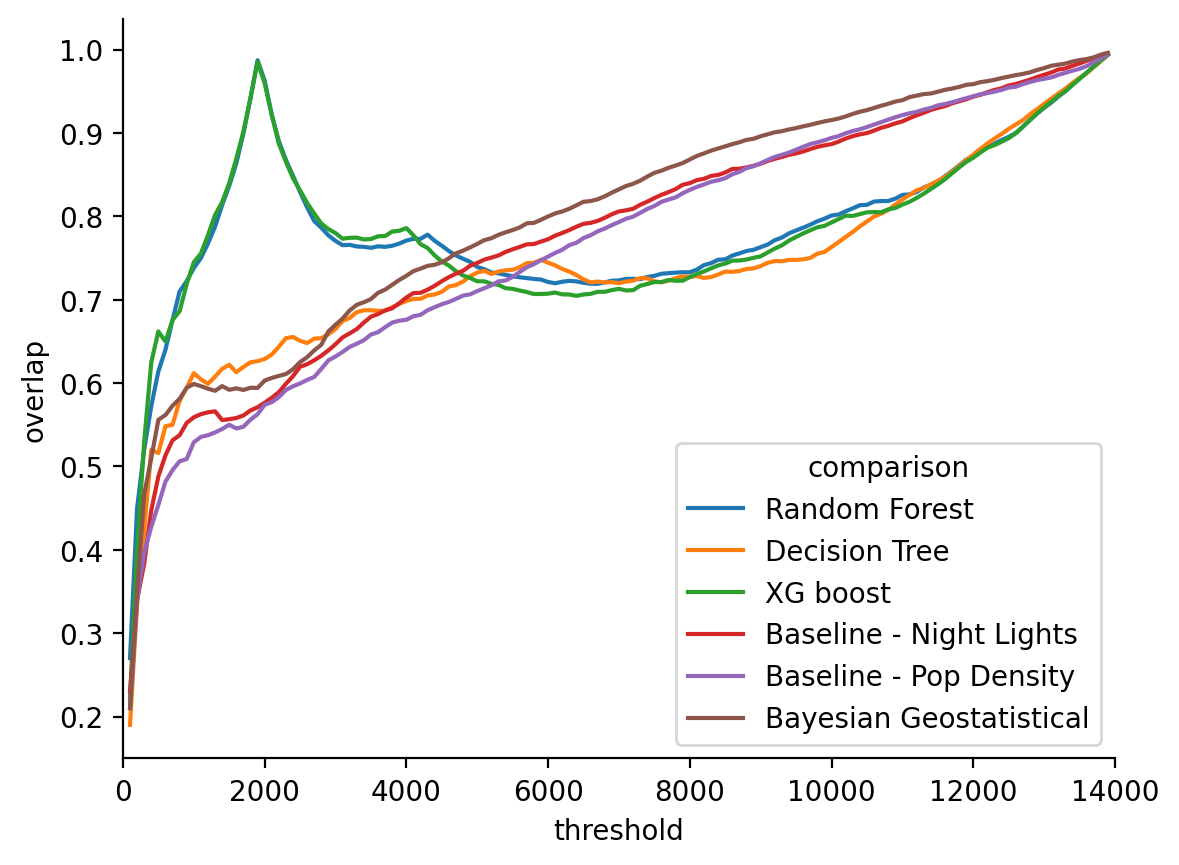 1.0
0.9
0.8
0.7
0.6
0.5
0.4
0.3
0.2
overlap
comparison
Random Forest
Decision Tree
XG boost
Baseline - Night Lights
Baseline - Pop Density
Bayesian Geostatistical
0 2000 4000 6000 8000 10000 12000 14000
threshold